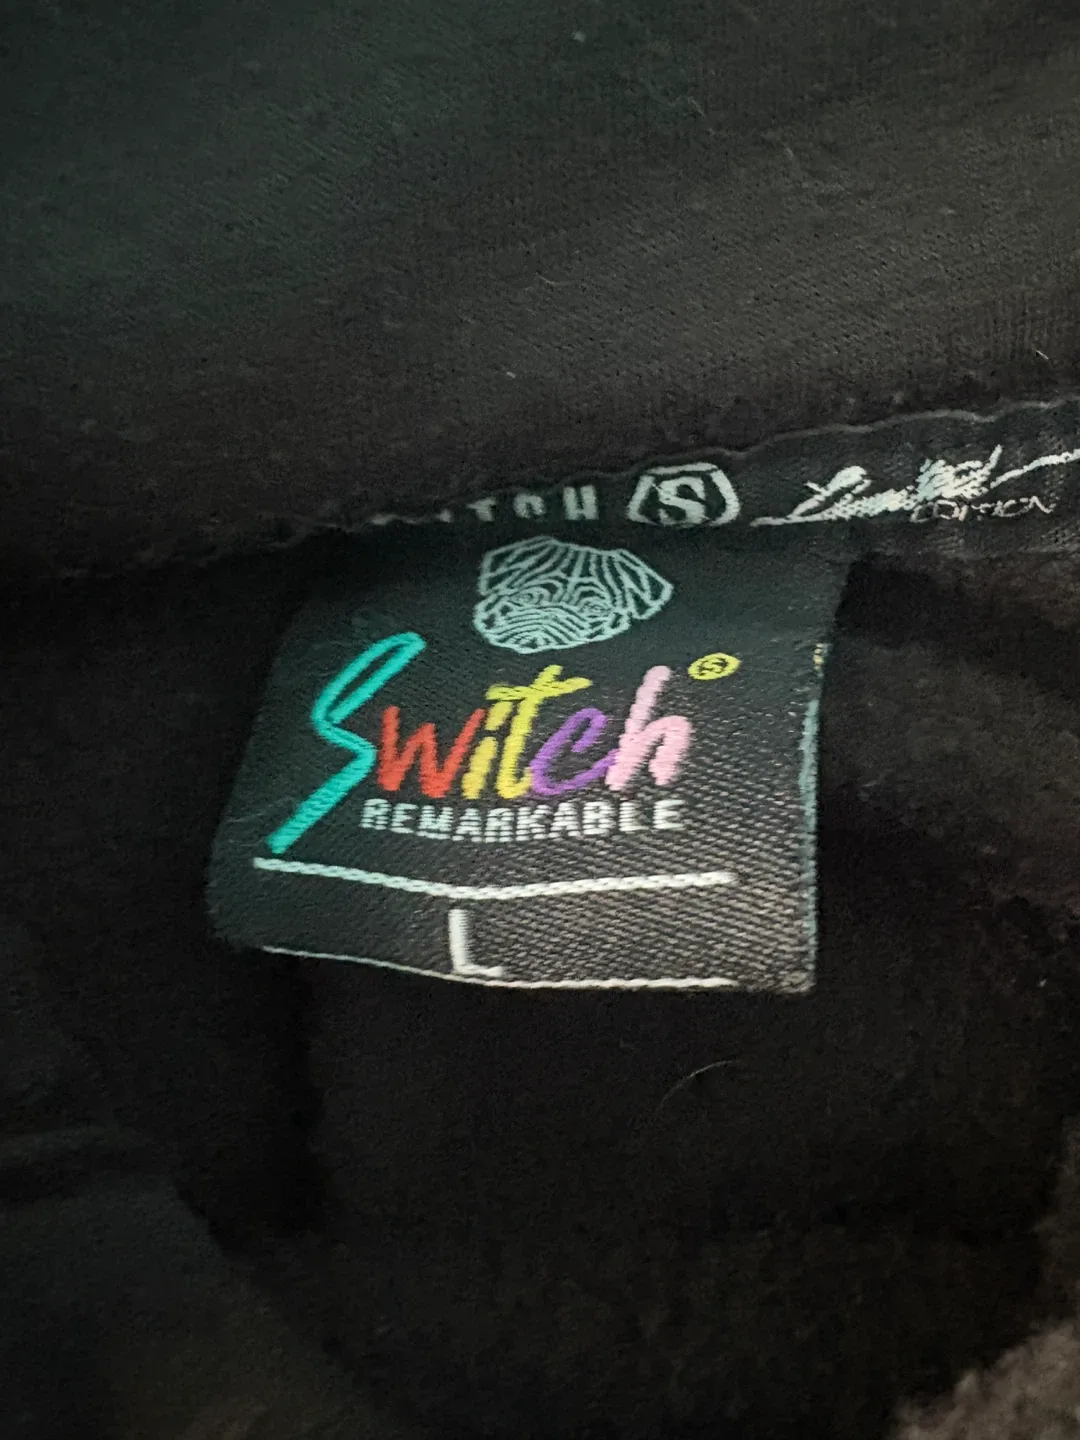 S Limited
EDITION
Switch S
REMARKABLE
L